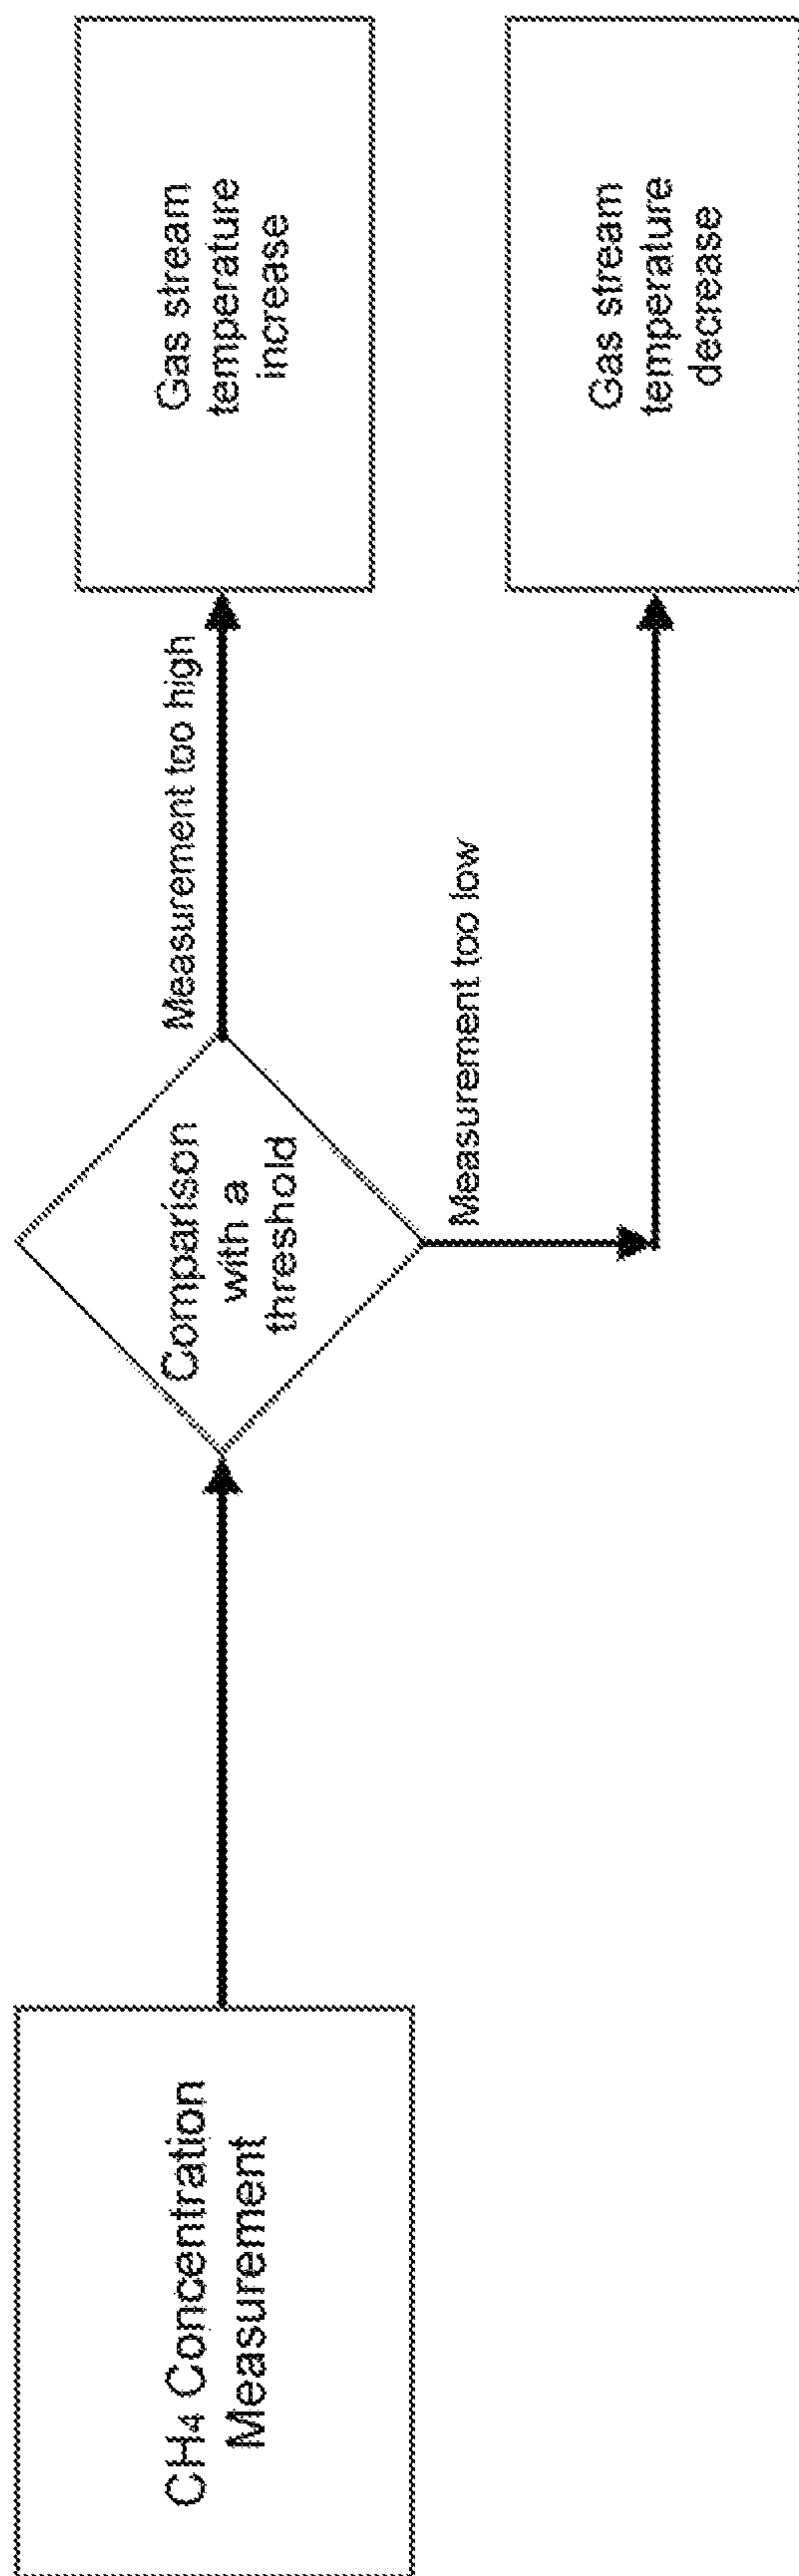 CH₄ Concentration
Measurement
Comparison
with a
threshold
Measurement too high
Gas stream
temperature
increase
Measurement too low
Gas stream
temperature
decrease